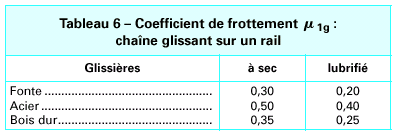 Tableau 6 – Coefficient de frottement μ 1g :
chaîne glissant sur un rail
Glissières à sec lubrifié
Fonte .................................................. 0,30 0,20
Acier ................................................... 0,50 0,40
Bois dur.............................................. 0,35 0,25